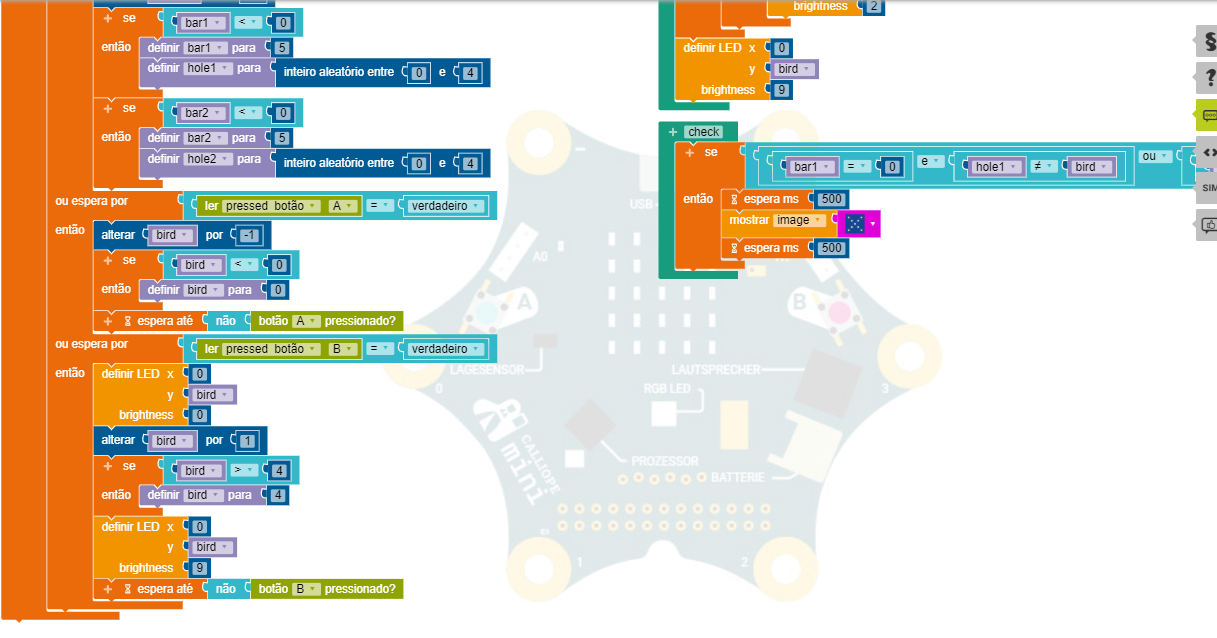 se bar1 < 0
então definir bar1 para 5
definir hole1 para inteiro aleatório entre 0 e 4
se bar2 < 0
então definir bar2 para 5
definir hole2 para inteiro aleatório entre 0 e 4
ou espera por ler pressed botão A = verdadeiro
então alterar bird por -1
se bird < 0
então definir bird para 0
espera até não botão A pressionado?
ou espera por ler pressed botão B = verdadeiro
então definir LED x 0
y bird
brightness 0
alterar bird por 1
se bird > 4
então definir bird para 4
definir LED x 0
y bird
brightness 9
espera até não botão B pressionado?
brightness 2
definir LED x 0
y bird
brightness 9
check
se bar1 = 0 e hole1 ≠ bird ou
então espera ms 500
mostrar image
espera ms 500
USB
A0
A1
A
B
LAGESENSOR
LAUTSPRECHER
RGB LED
0
3
PROZESSOR
BATTERIE
CALLIOPE
mini
1
2
§
?
<>
SIM